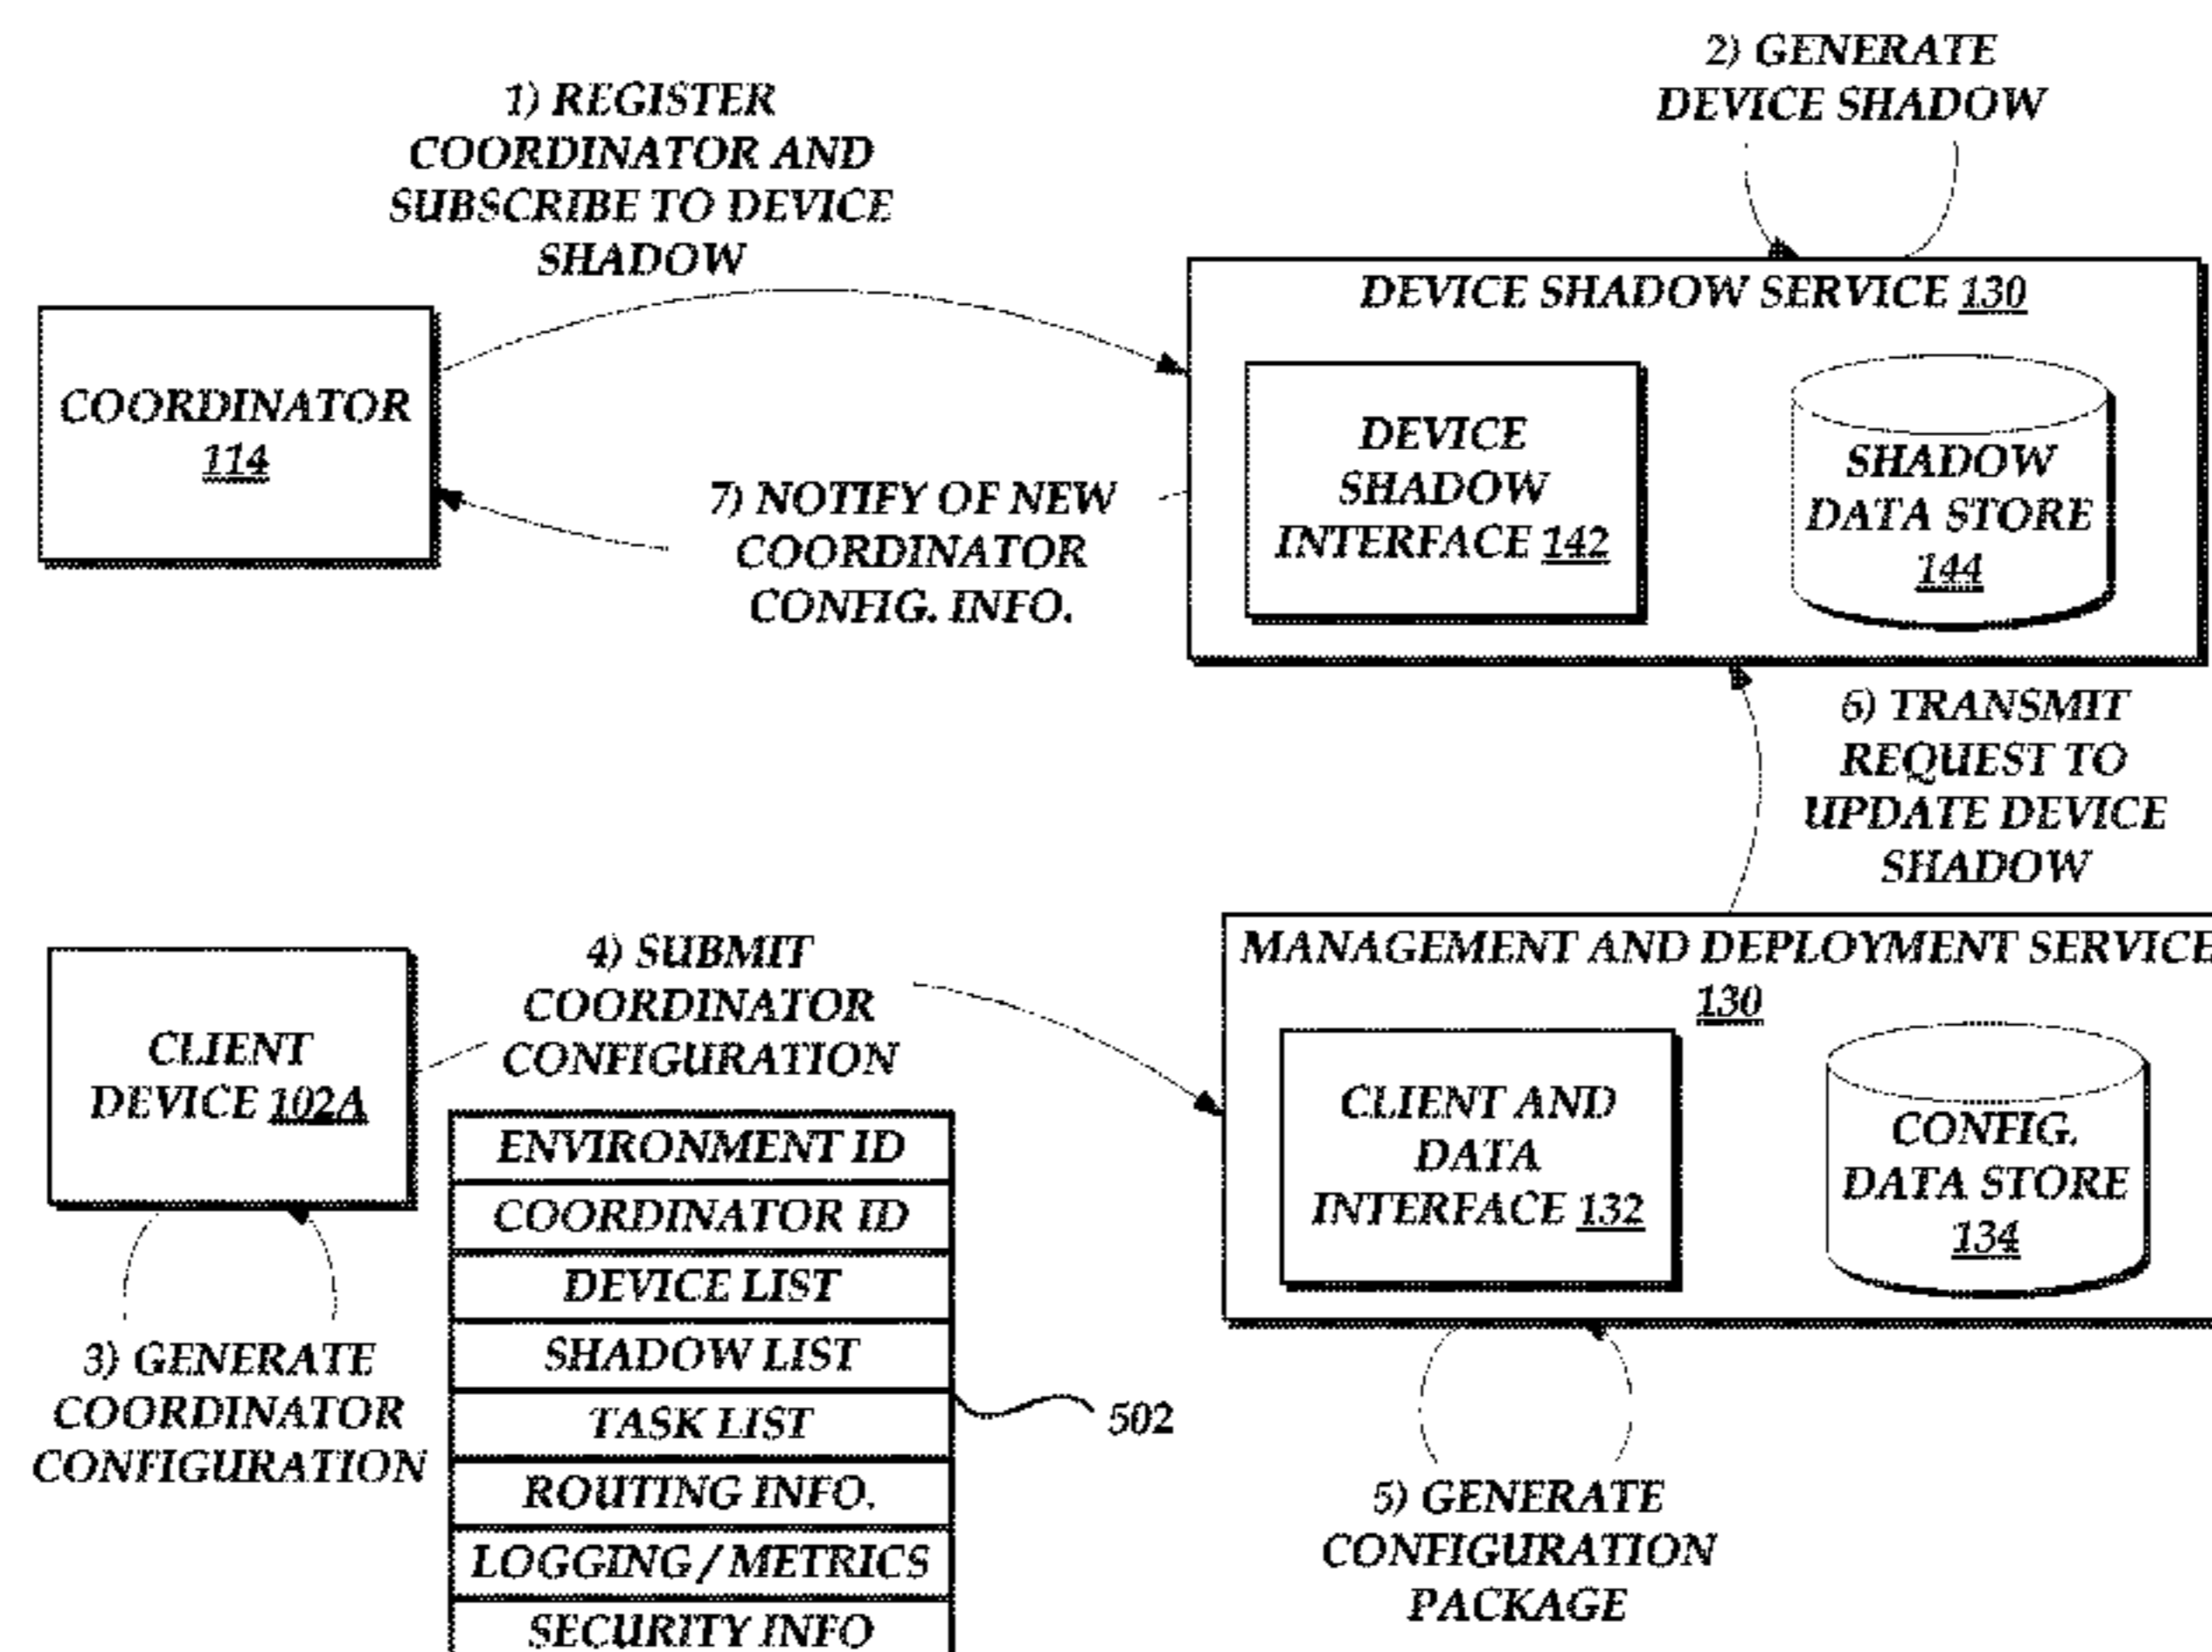 1) REGISTER
COORDINATOR AND
SUBSCRIBE TO DEVICE
SHADOW
2) GENERATE
DEVICE SHADOW
COORDINATOR
114
DEVICE SHADOW SERVICE 130
DEVICE
SHADOW
INTERFACE 142
SHADOW
DATA STORE
144
7) NOTIFY OF NEW
COORDINATOR
CONFIG. INFO.
6) TRANSMIT
REQUEST TO
UPDATE DEVICE
SHADOW
CLIENT
DEVICE 102A
4) SUBMIT
COORDINATOR
CONFIGURATION
MANAGEMENT AND DEPLOYMENT SERVICE
130
CLIENT AND
DATA
INTERFACE 132
CONFIG.
DATA STORE
134
3) GENERATE
COORDINATOR
CONFIGURATION
ENVIRONMENT ID
COORDINATOR ID
DEVICE LIST
SHADOW LIST
TASK LIST
ROUTING INFO.
LOGGING / METRICS
SECURITY INFO
502
5) GENERATE
CONFIGURATION
PACKAGE